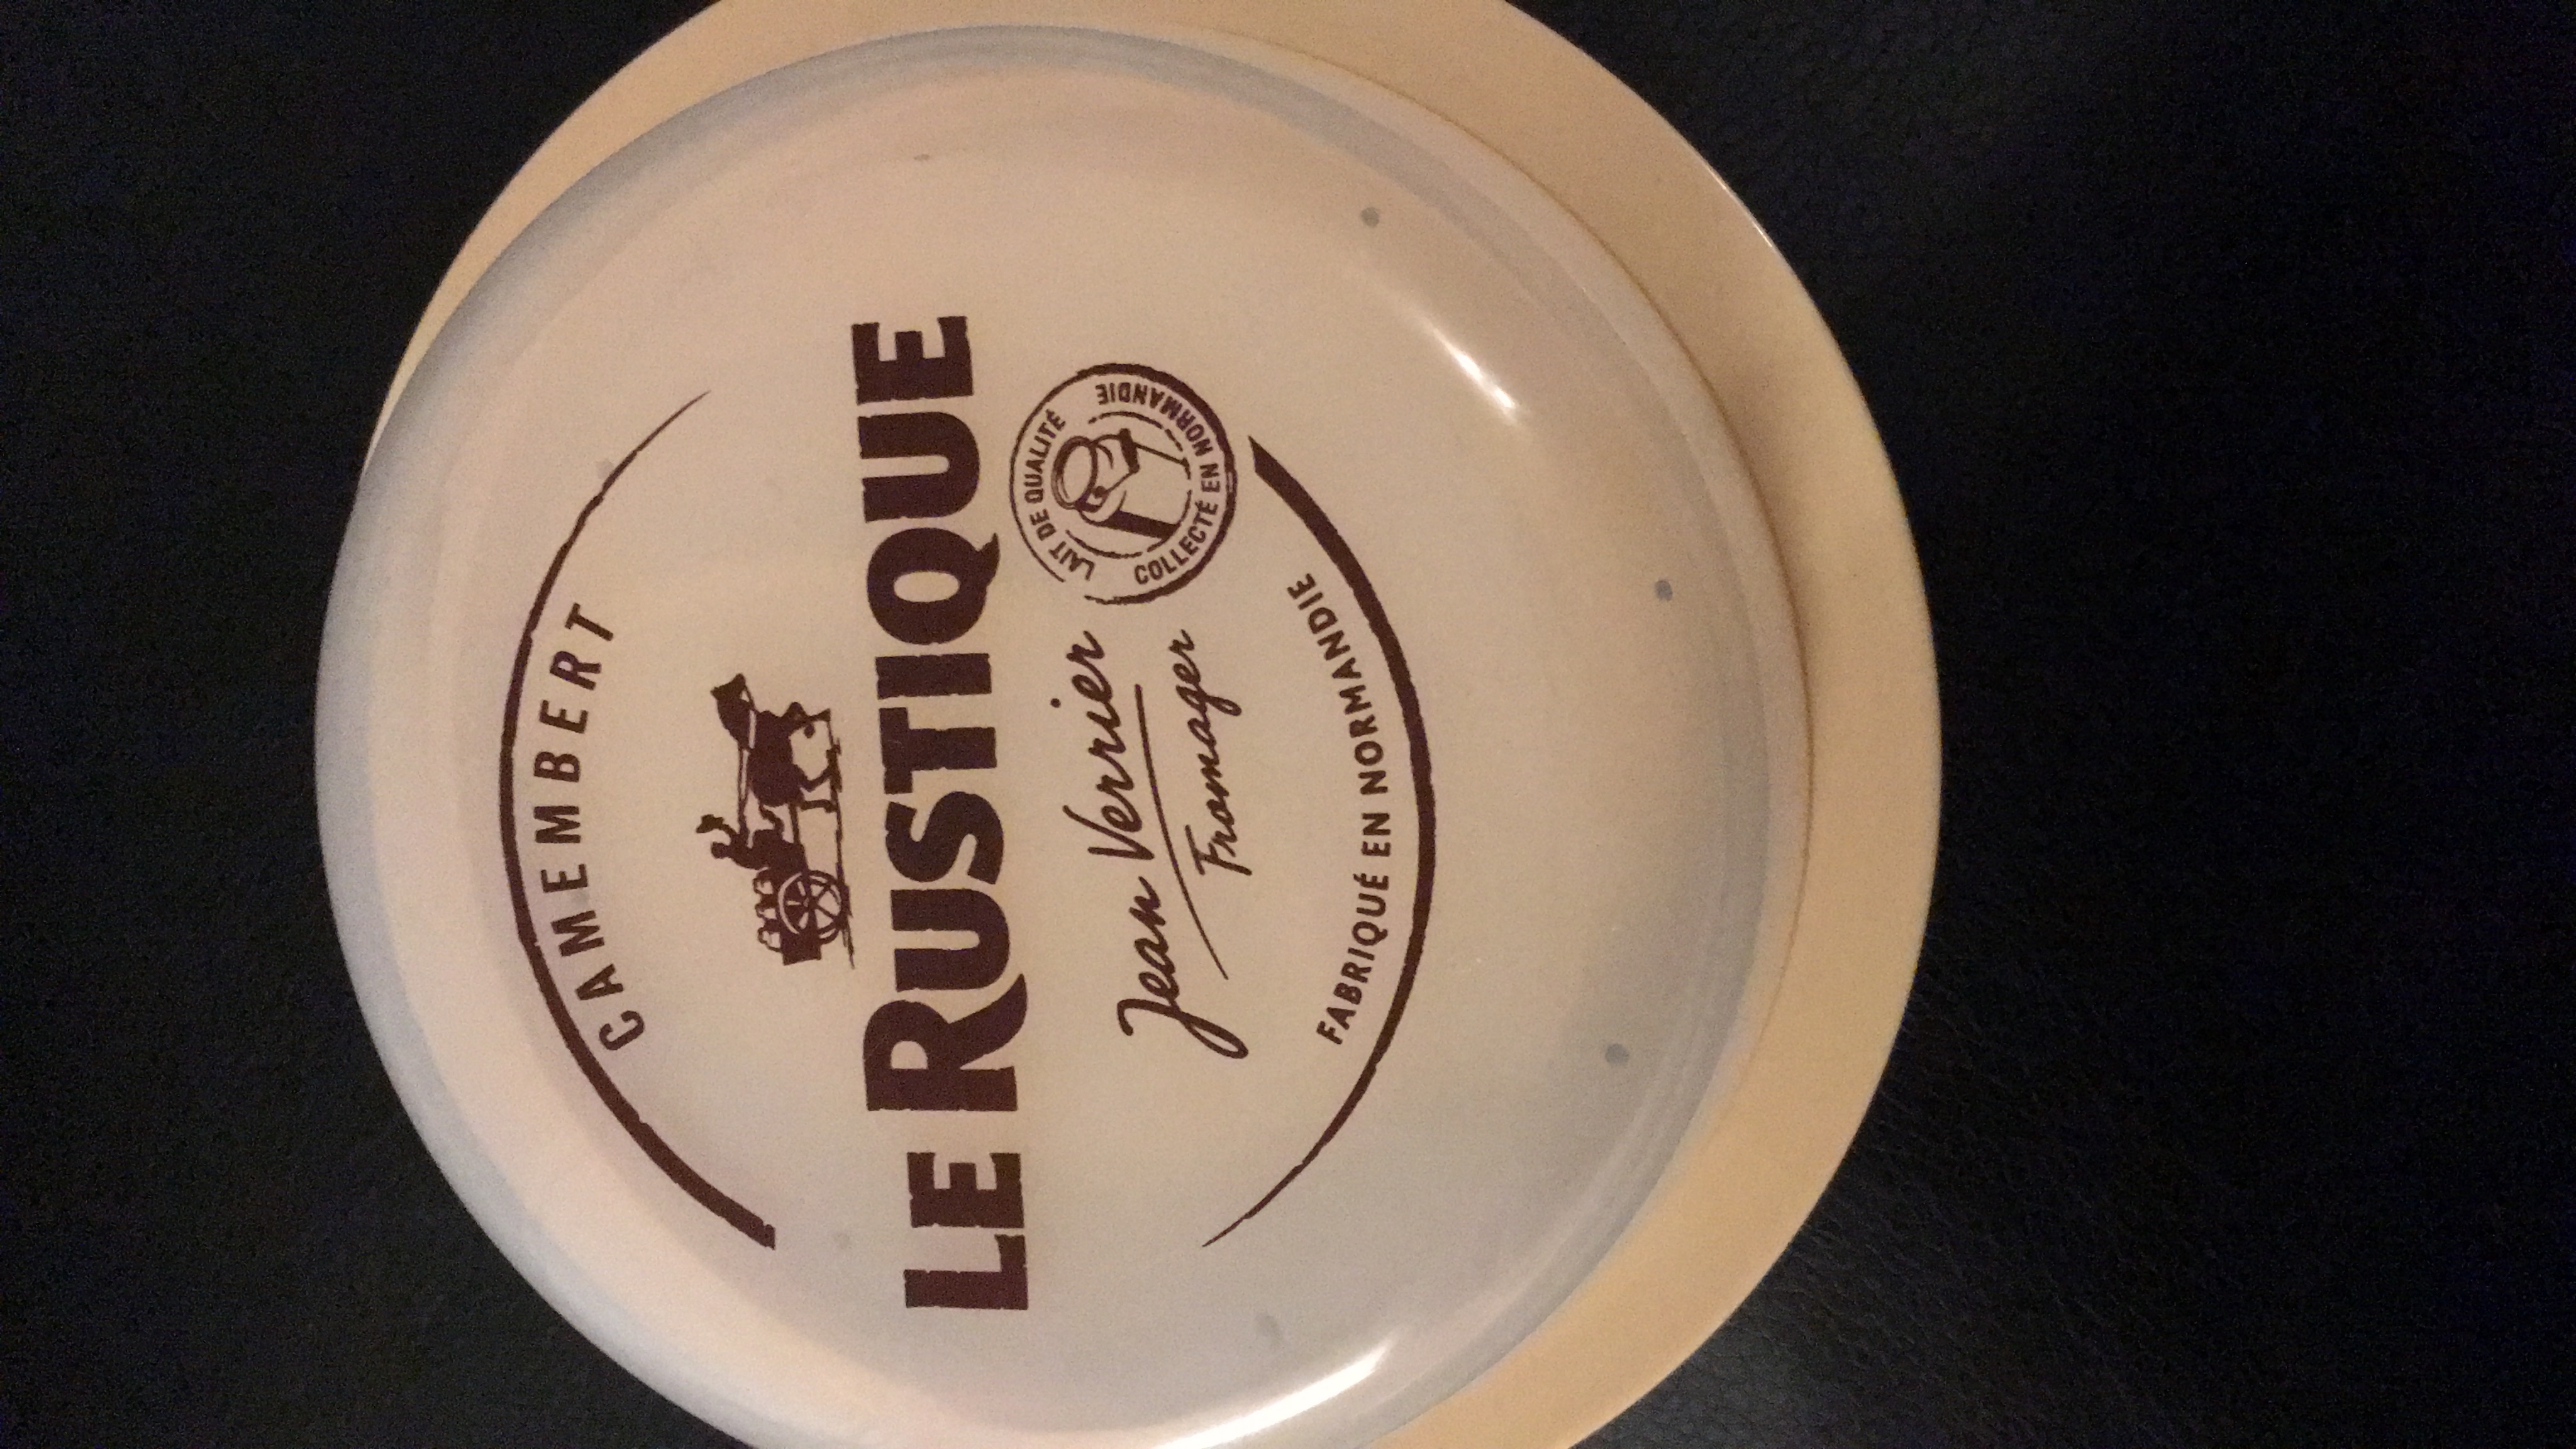 CAMEMBERT
LE RUSTIQUE
Jean Verrier
Fromager
LAIT DE QUALITÉ
COLLECTÉ EN NORMANDIE
FABRIQUÉ EN NORMANDIE